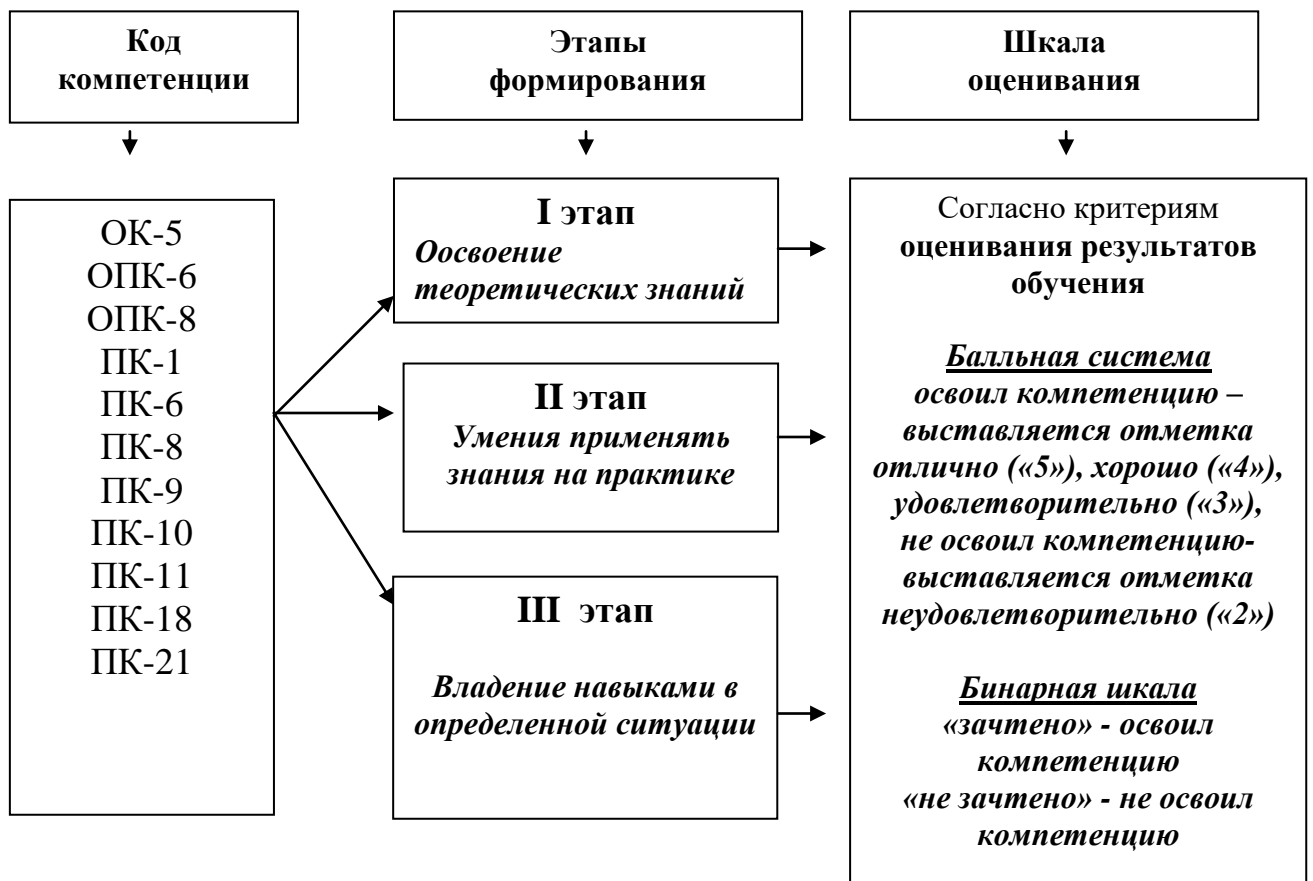 Код
компетенции
Этапы
формирования
Шкала
оценивания
ОК-5
ОПК-6
ОПК-8
ПК-1
ПК-6
ПК-8
ПК-9
ПК-10
ПК-11
ПК-18
ПК-21
I этап
Оосвоение
теоретических знаний
II этап
Умения применять
знания на практике
III этап
Владение навыками в
определенной ситуации
Согласно критериям
оценивания результатов
обучения
Балльная система
освоил компетенцию –
выставляется отметка
отлично («5»), хорошо («4»),
удовлетворительно («3»),
не освоил компетенцию-
выставляется отметка
неудовлетворительно («2»)
Бинарная шкала
«зачтено» - освоил
компетенцию
«не зачтено» - не освоил
компетенцию